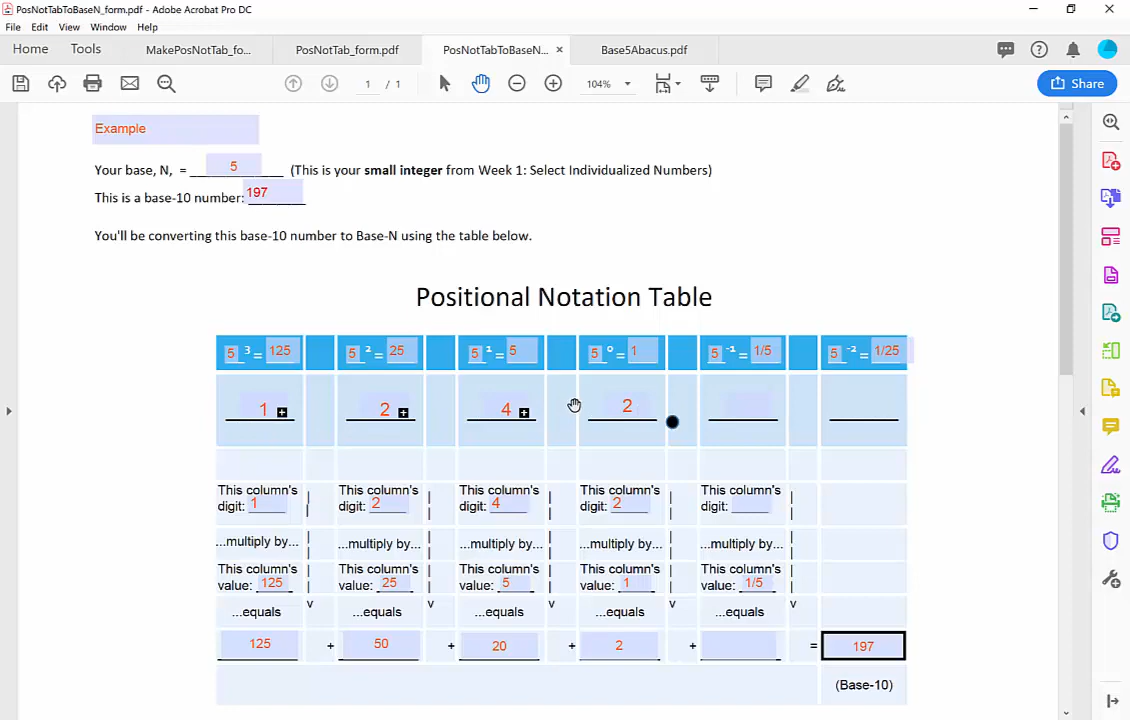 PosNotTabToBaseN_form.pdf - Adobe Acrobat Pro DC
File Edit View Window Help
Home Tools MakePosNotTab_fo... PosNotTab_form.pdf PosNotTabToBaseN... × Base5Abacus.pdf
1 / 1 104% Share
Example
Your base, N, = 5 (This is your small integer from Week 1: Select Individualized Numbers)
This is a base-10 number: 197
You'll be converting this base-10 number to Base-N using the table below.
Positional Notation Table
5 ³ = 125 5 ² = 25 5 ¹ = 5 5 ⁰ = 1 5 ⁻¹ = 1/5 5 ⁻² = 1/25
1 2 4 2
This column's | This column's | This column's | This column's | This column's |
digit: 1 | digit: 2 | digit: 4 | digit: 2 | digit: |
...multiply by... | ...multiply by... | ...multiply by... | ...multiply by... | ...multiply by... |
This column's | This column's | This column's | This column's | This column's |
value: 125 | value: 25 | value: 5 | value: 1 | value: 1/5 |
...equals v ...equals v ...equals v ...equals v ...equals v
125 + 50 + 20 + 2 + = 197
(Base-10)